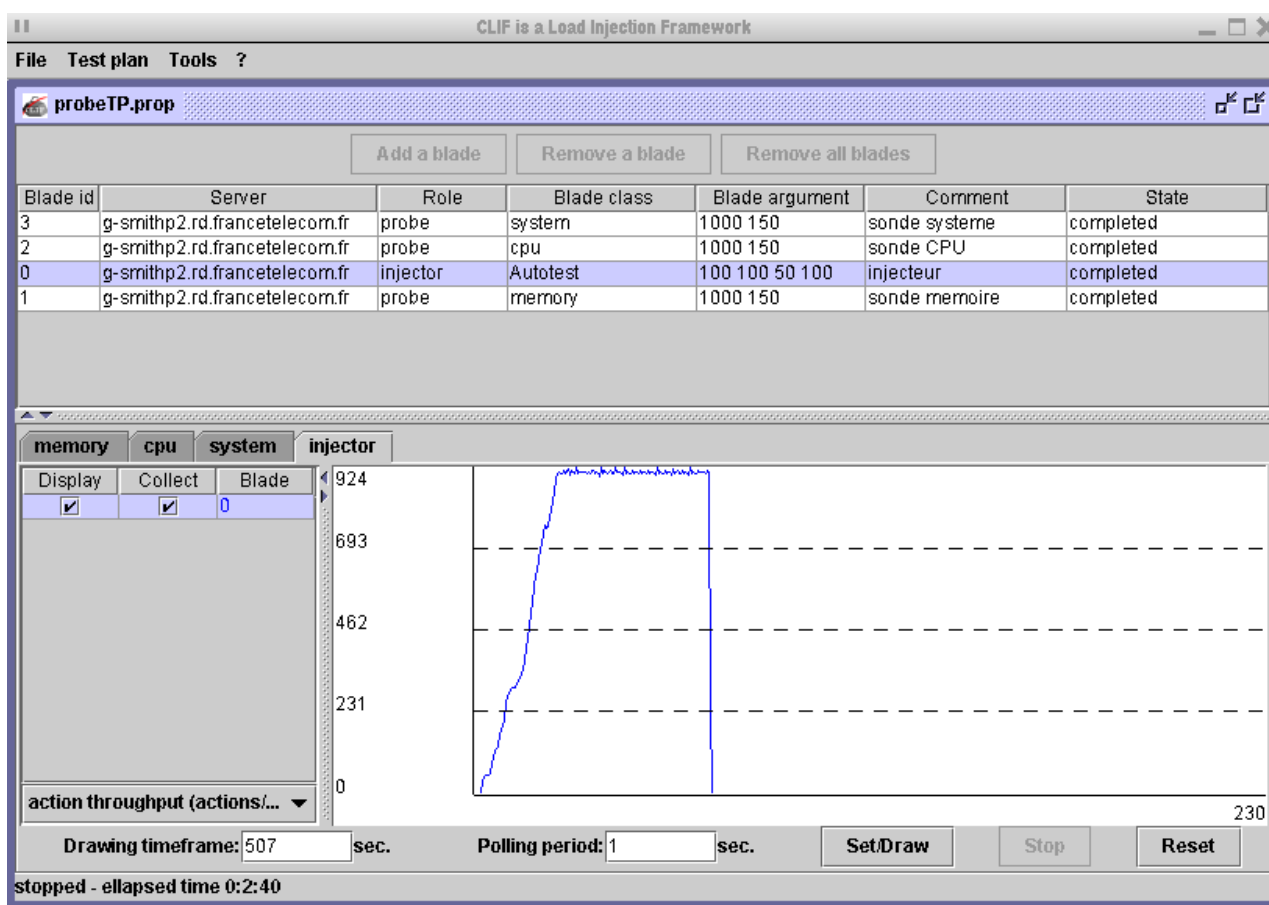 CLIF is a Load Injection Framework
File Test plan Tools ?
probeTP.prop
Add a blade Remove a blade Remove all blades
Blade id Server Role Blade class Blade argument Comment State
3 g-smithp2.rd.francetelecom.fr probe system 1000 150 sonde systeme completed
2 g-smithp2.rd.francetelecom.fr probe cpu 1000 150 sonde CPU completed
0 g-smithp2.rd.francetelecom.fr injector Autotest 100 100 50 100 injecteur completed
1 g-smithp2.rd.francetelecom.fr probe memory 1000 150 sonde memoire completed
memory cpu system injector
Display Collect Blade
0
924
693
462
231
0
230
action throughput (actions/...
Drawing timeframe: 507 sec. Polling period: 1 sec. Set/Draw Stop Reset
stopped - ellapsed time 0:2:40